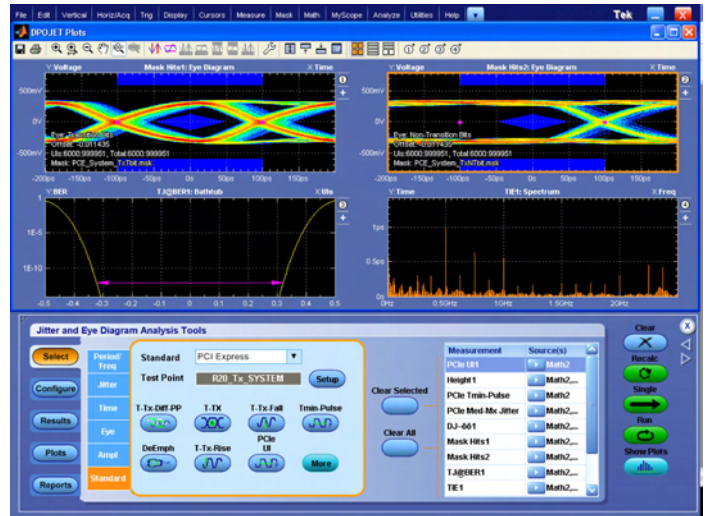 File Edit Vertical Horiz/Acq Trig Display Cursors Measure Mask Math MyScope Analyze Utilities Help Tek
DPOJET Plots
Y:Voltage Mask Hits1: Eye Diagram X:Time
500mV
0V
-500mV
Eye: Transition Bits
Offset: -0.011435
UIs:6000:999951, Total:6000:999951
Mask: PCE_System_TxTbt.msk
-200ps -150ps -100ps -50ps 0s 50ps 100ps 150ps
Y:Voltage Mask Hits2: Eye Diagram X:Time
500mV
0V
-500mV
Eye: Non-Transition Bits
Offset: -0.011435
UIs:6000:999951, Total:6000:999951
Mask: PCE_System_TxNTbt.msk
-200ps -150ps -100ps -50ps 0s 50ps 100ps 150ps
Y:BER TJ@BER1: Bathtub X:UIs
1
1E-5
1E-10
-0.5 -0.4 -0.3 -0.2 -0.1 0 0.1 0.2 0.3 0.4 0.5
Y:Time TIE1: Spectrum X:Freq
1ps
0.5ps
0s
0Hz 0.5GHz 1GHz 1.5GHz 2GHz
Jitter and Eye Diagram Analysis Tools
Select
Configure
Results
Plots
Reports
Period/
Freq
Jitter
Time
Eye
Ampl
Standard
Standard PCI Express
Test Point R20_Tx_SYSTEM Setup
T-Tx-Diff-PP T-TX T-Tx-Fall Tmin-Pulse
DeEmph T-Tx-Rise PCIe
UI
More
Clear Selected
Clear All
Measurement Source(s)
PCIe UI1 Math2
Height1 Math2,...
PCIe Tmin-Pulse Math2
PCIe Med-Mx Jitter Math2,...
DJ-δδ1 Math2,...
Mask Hits1 Math2,...
Mask Hits2 Math2,...
TJ@BER1 Math2,...
TIE1 Math2,...
Clear
Recalc
Single
Run
Show Plots